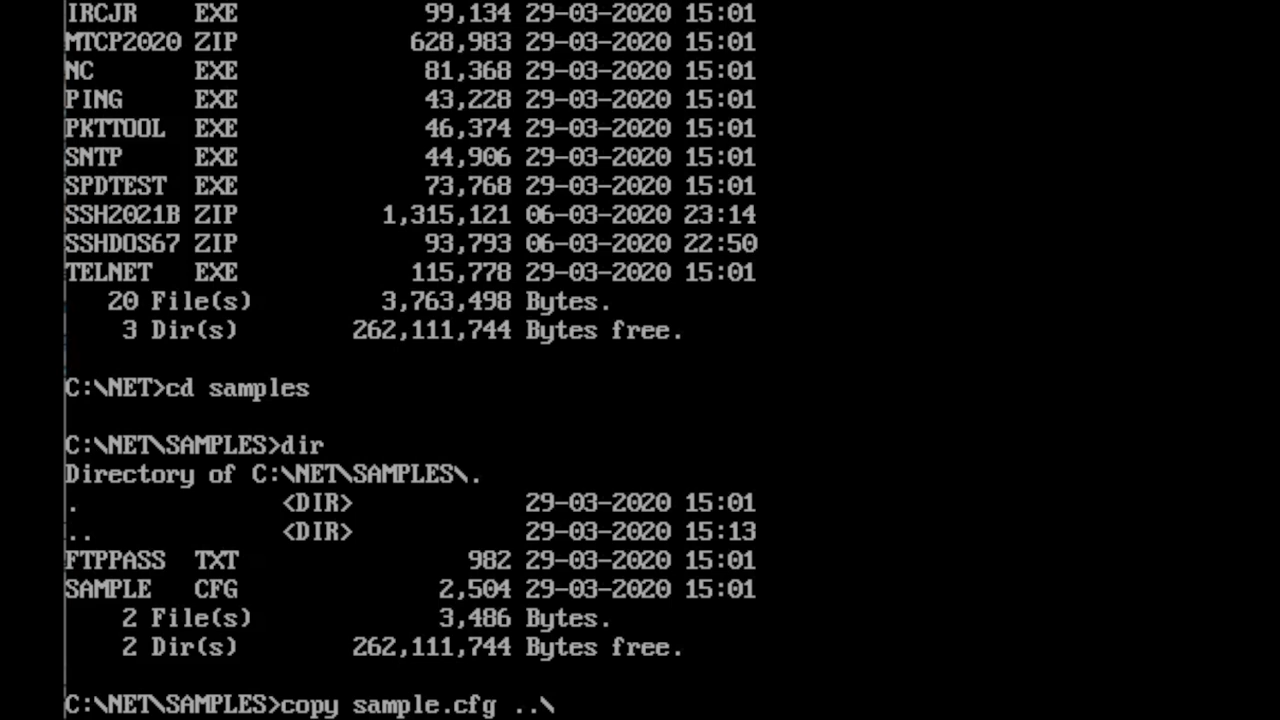 IRCJR    EXE             99,134 29-03-2020 15:01
MTCP2020 ZIP            628,983 29-03-2020 15:01
NC       EXE             81,368 29-03-2020 15:01
PING     EXE             43,228 29-03-2020 15:01
PKTTOOL  EXE             46,374 29-03-2020 15:01
SNTP     EXE             44,906 29-03-2020 15:01
SPDTEST  EXE             73,768 29-03-2020 15:01
SSH2021B ZIP          1,315,121 06-03-2020 23:14
SSHDOS67 ZIP             93,793 06-03-2020 22:50
TELNET   EXE            115,778 29-03-2020 15:01
   20 File(s)         3,763,498 Bytes.
    3 Dir(s)        262,111,744 Bytes free.
C:\NET>cd samples
C:\NET\SAMPLES>dir
Directory of C:\NET\SAMPLES\.
.              <DIR>            29-03-2020 15:01
..             <DIR>            29-03-2020 15:13
FTPPASS  TXT                982 29-03-2020 15:01
SAMPLE   CFG              2,504 29-03-2020 15:01
    2 File(s)             3,486 Bytes.
    2 Dir(s)        262,111,744 Bytes free.
C:\NET\SAMPLES>copy sample.cfg ..\